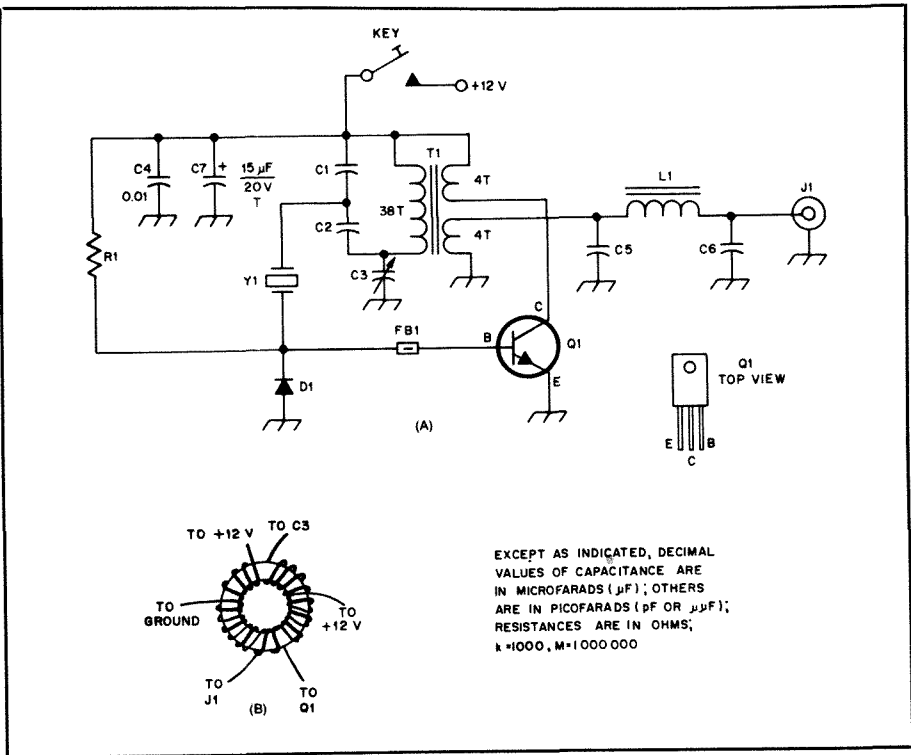 KEY
+12 V
C4
0.01
C7
+
15 µF
20 V
T
C1
T1
4T
38T
4T
L1
J1
R1
C2
C3
C5
C6
Y1
FB1
B
C
Q1
E
D1
(A)
Q1
TOP VIEW
E
B
C
TO +12 V
TO C3
TO
GROUND
TO
+12 V
TO
J1
TO
Q1
(B)
EXCEPT AS INDICATED, DECIMAL
VALUES OF CAPACITANCE ARE
IN MICROFARADS (µF); OTHERS
ARE IN PICOFARADS (pF OR µµF);
RESISTANCES ARE IN OHMS;
k=1000, M=1000 000